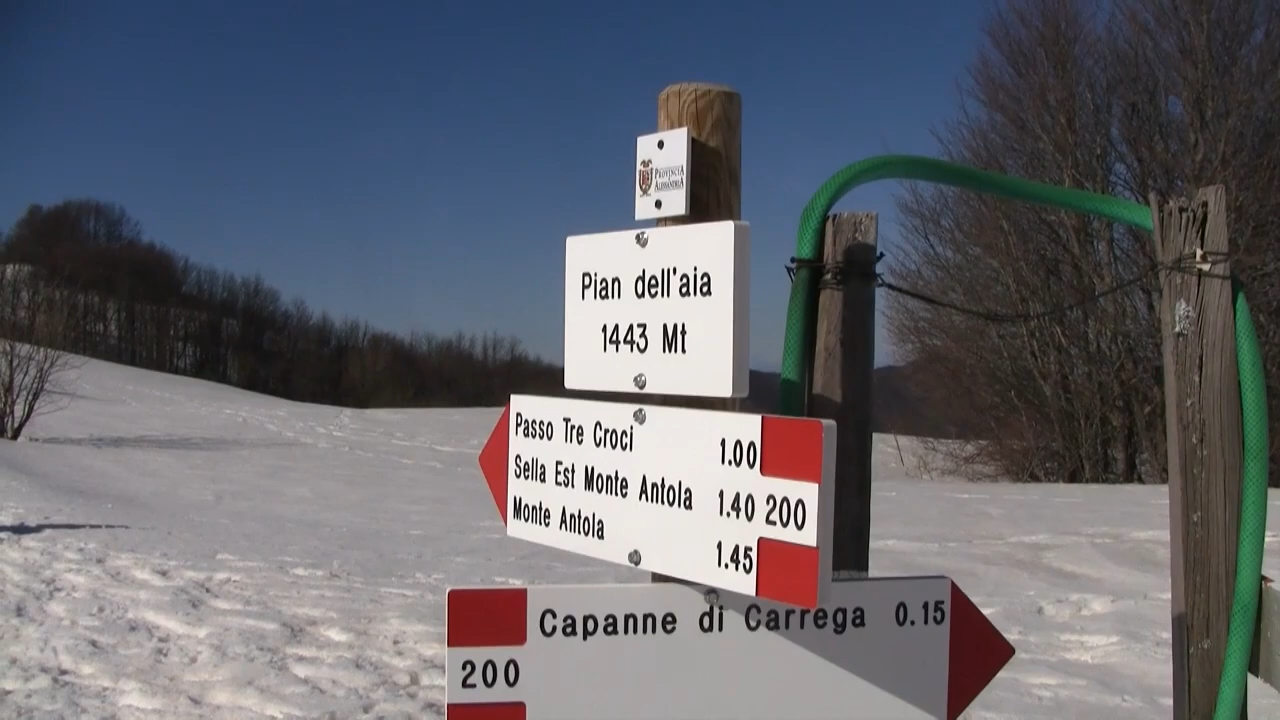 PROVINCIA
ALESSANDRIA
Pian dell'aia
1443 Mt
Passo Tre Croci 1.00
Sella Est Monte Antola 1.40 200
Monte Antola 1.45
Capanne di Carrega 0.15
200